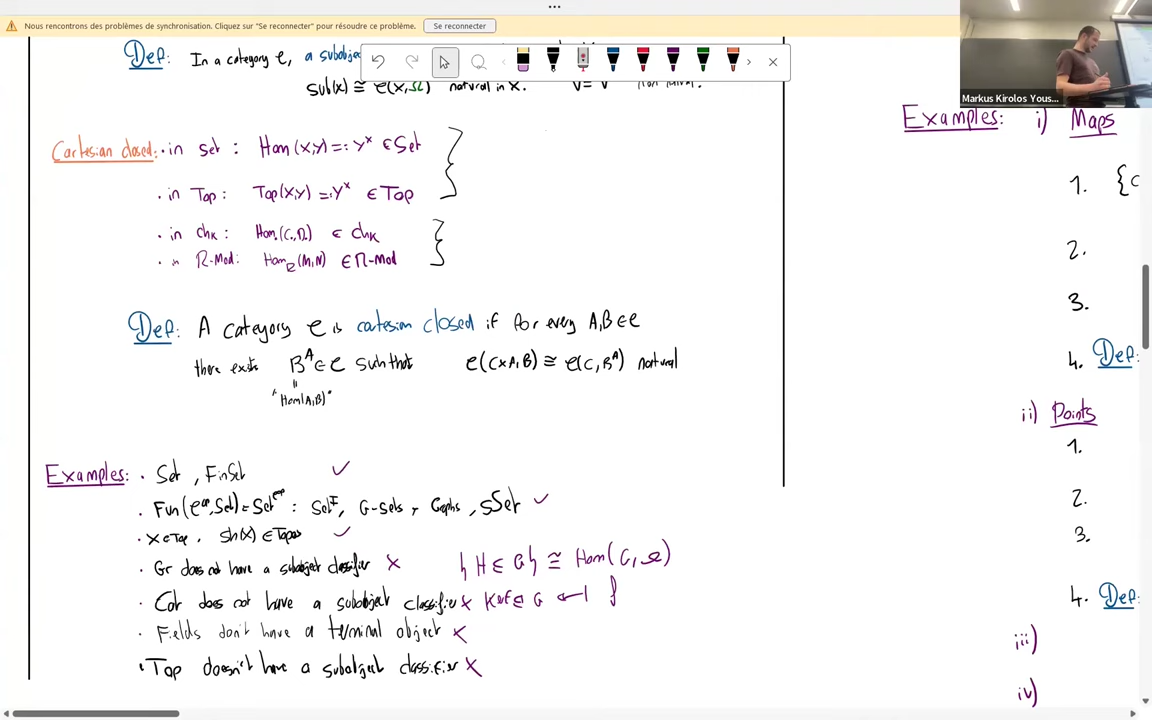 Nous rencontrons des problèmes de synchronisation. Cliquez sur "Se reconnecter" pour résoudre ce problème.
Se reconnecter
Markus Kirolos Yous...
Def: In a category C, a subobje
Sub(X) ≅ C(X,Ω) natural in X.
Cartesian closed: · in Set : Hom(X,Y) =: Y^X ∈ Set
· in Top : Top(X,Y) =: Y^X ∈ Top
· in Ch_K : Hom.(C.,D.) ∈ Ch_K
· in R-Mod: Hom_R(M,N) ∈ R-Mod
Def: A category C is cartesian closed if for every A,B ∈ C
there exists B^A ∈ C such that C(C×A,B) ≅ C(C,B^A) natural
"Hom(A,B)"
Examples: · Set , FinSet ✓
· Fun(C^op,Set) = Set^C^op : Set^I, G-Sets, Graphs, sSet ✓
· X ∈ Top, Sh(X) ∈ Topos ✓
· Gr does not have a subobject classifier ✗ {H ⊆ G} ≅ Hom(G,Ω)
· Cat does not have a subobject classifier ✗ Ker f ⊴ G ↤ f
· Fields don't have a terminal object ✗
· Top doesn't have a subobject classifier ✗
Examples: i) Maps
1. {C
2.
3.
4. Def:
ii) Points
1.
2.
3.
4. Def:
iii)
iv)